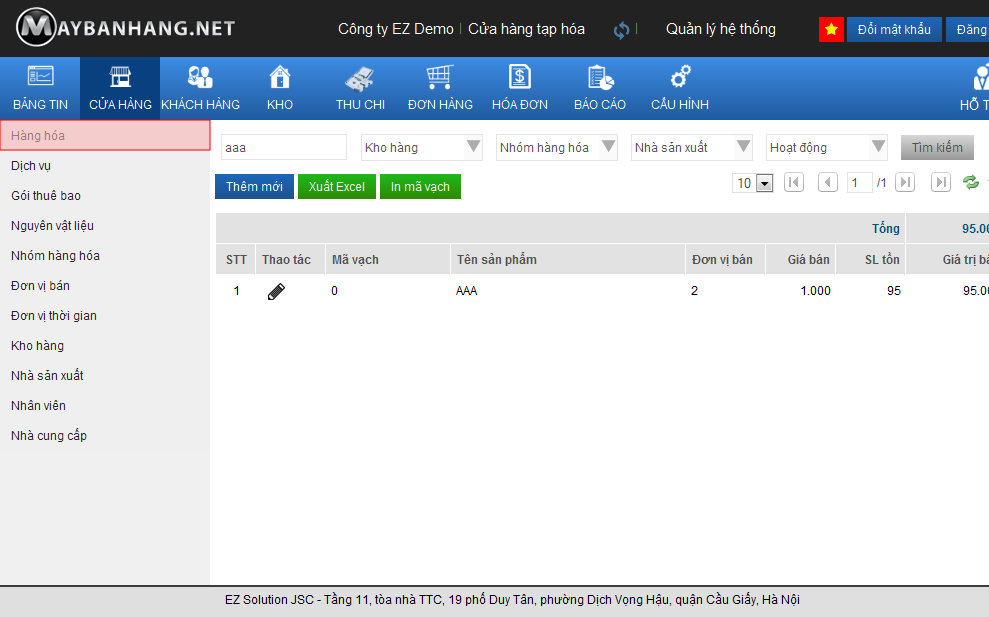 MAYBANHANG.NET
Công ty EZ Demo | Cửa hàng tạp hóa
Quản lý hệ thống
Đổi mật khẩu
Đăng
BẢNG TIN
CỬA HÀNG
KHÁCH HÀNG
KHO
THU CHI
ĐƠN HÀNG
HÓA ĐƠN
BÁO CÁO
CẤU HÌNH
HỖ T
Hàng hóa
Dịch vụ
Gói thuê bao
Nguyên vật liệu
Nhóm hàng hóa
Đơn vị bán
Đơn vị thời gian
Kho hàng
Nhà sản xuất
Nhân viên
Nhà cung cấp
aaa
Kho hàng
Nhóm hàng hóa
Nhà sản xuất
Hoạt động
Tìm kiếm
Thêm mới
Xuất Excel
In mã vạch
10
1 /1
Tổng 95.00
STT Thao tác Mã vạch Tên sản phẩm Đơn vị bán Giá bán SL tồn Giá trị bá
1 0 AAA 2 1.000 95 95.00
EZ Solution JSC - Tầng 11, tòa nhà TTC, 19 phố Duy Tân, phường Dịch Vọng Hậu, quận Cầu Giấy, Hà Nội